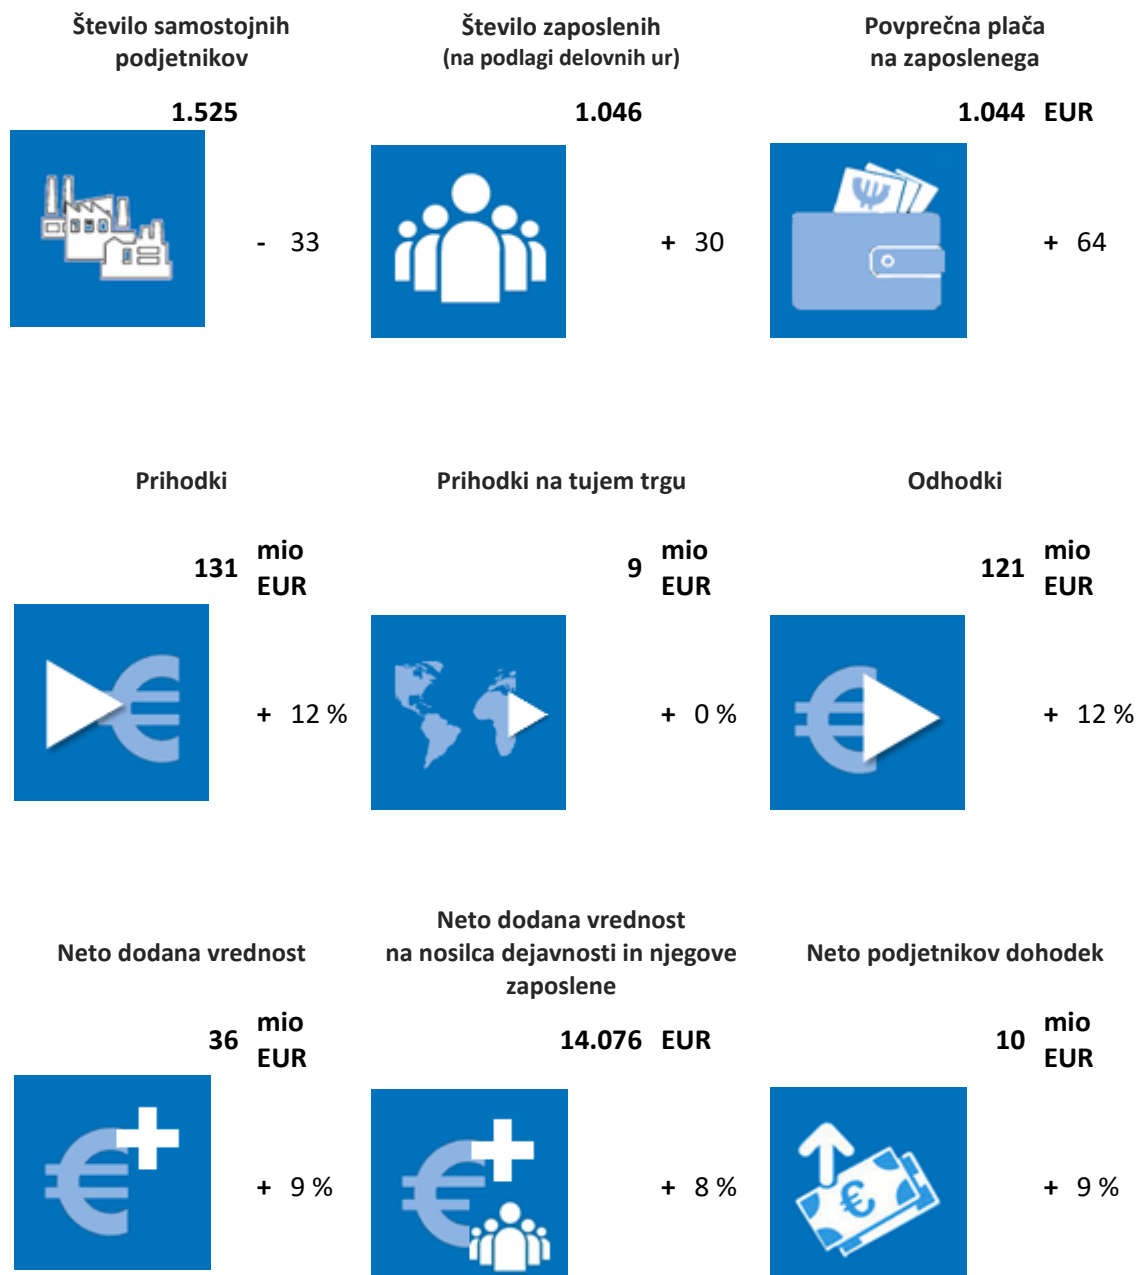 Število samostojnih
podjetnikov
1.525
- 33
Število zaposlenih
(na podlagi delovnih ur)
1.046
+ 30
Povprečna plača
na zaposlenega
1.044 EUR
+ 64
Prihodki
131 mio
EUR
+ 12 %
Prihodki na tujem trgu
9 mio
EUR
+ 0 %
Odhodki
121 mio
EUR
+ 12 %
Neto dodana vrednost
36 mio
EUR
+ 9 %
Neto dodana vrednost
na nosilca dejavnosti in njegove
zaposlene
14.076 EUR
+ 8 %
Neto podjetnikov dohodek
10 mio
EUR
+ 9 %